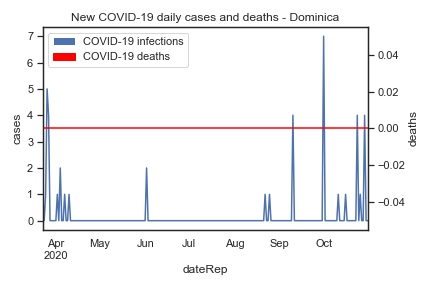 New COVID-19 daily cases and deaths - Dominica
COVID-19 infections
COVID-19 deaths
7
6
5
4
3
2
1
0
cases
0.04
0.02
0.00
−0.02
−0.04
deaths
Apr May Jun Jul Aug Sep Oct
2020
dateRep